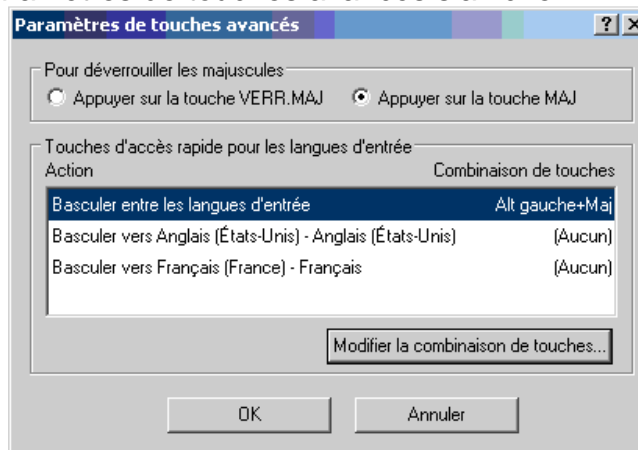 Paramètres de touches avancés
Pour déverrouiller les majuscules
Appuyer sur la touche VERR.MAJ Appuyer sur la touche MAJ
Touches d'accès rapide pour les langues d'entrée
Action Combinaison de touches
Basculer entre les langues d'entrée Alt gauche+Maj
Basculer vers Anglais (États-Unis) - Anglais (États-Unis) (Aucun)
Basculer vers Français (France) - Français (Aucun)
Modifier la combinaison de touches...
OK Annuler